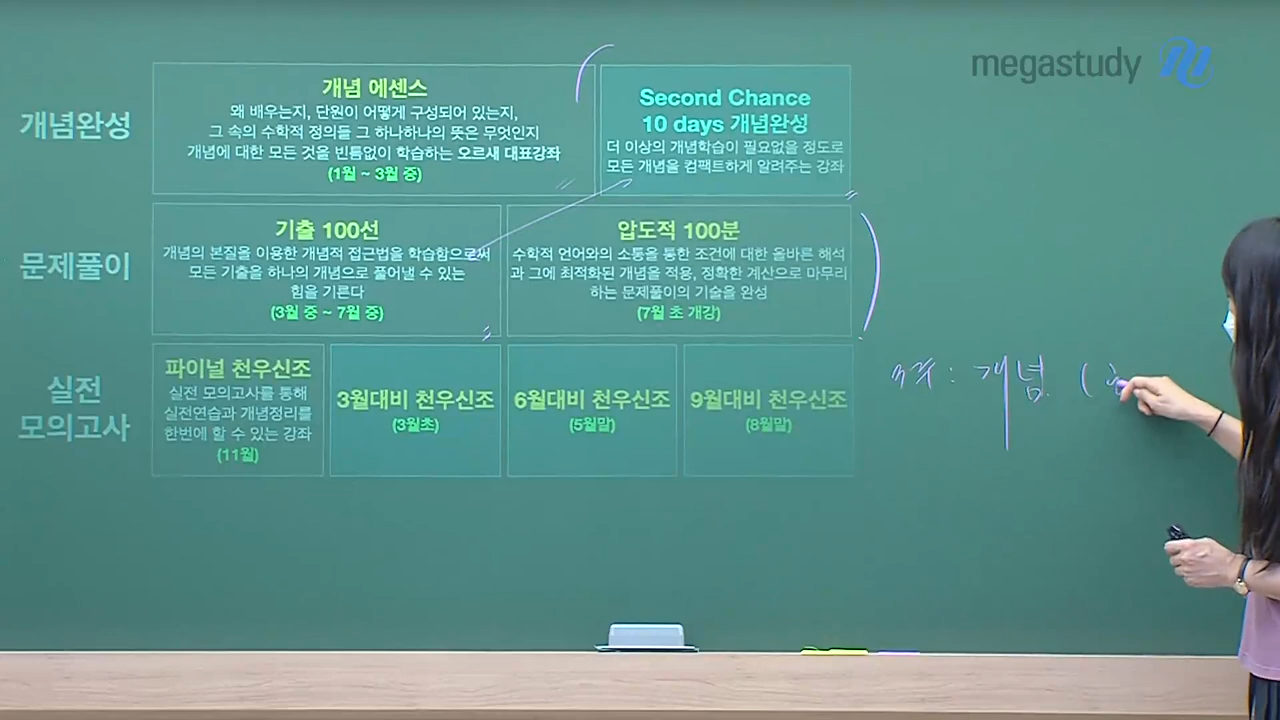 megastudy
개념완성
개념 에센스
왜 배우는지, 단원이 어떻게 구성되어 있는지,
그 속의 수학적 정의들 그 하나하나의 뜻은 무엇인지
개념에 대한 모든 것을 빈틈없이 학습하는 오르새 대표강좌
(1월 ~ 3월 중)
Second Chance
10 days 개념완성
더 이상의 개념학습이 필요없을 정도로
모든 개념을 컴팩트하게 알려주는 강좌
문제풀이
기출 100선
개념의 본질을 이용한 개념적 접근법을 학습함으로써
모든 기출을 하나의 개념으로 풀어낼 수 있는
힘을 기른다
(3월 중 ~ 7월 중)
압도적 100분
수학적 언어와의 소통을 통한 조건에 대한 올바른 해석
과 그에 최적화된 개념을 적용, 정확한 계산으로 마무리
하는 문제풀이의 기술을 완성
(7월 초 개강)
실전
모의고사
파이널 천우신조
실전 모의고사를 통해
실전연습과 개념정리를
한번에 할 수 있는 강좌
(11월)
3월대비 천우신조
(3월초)
6월대비 천우신조
(5월말)
9월대비 천우신조
(8월말)
: 개념. (